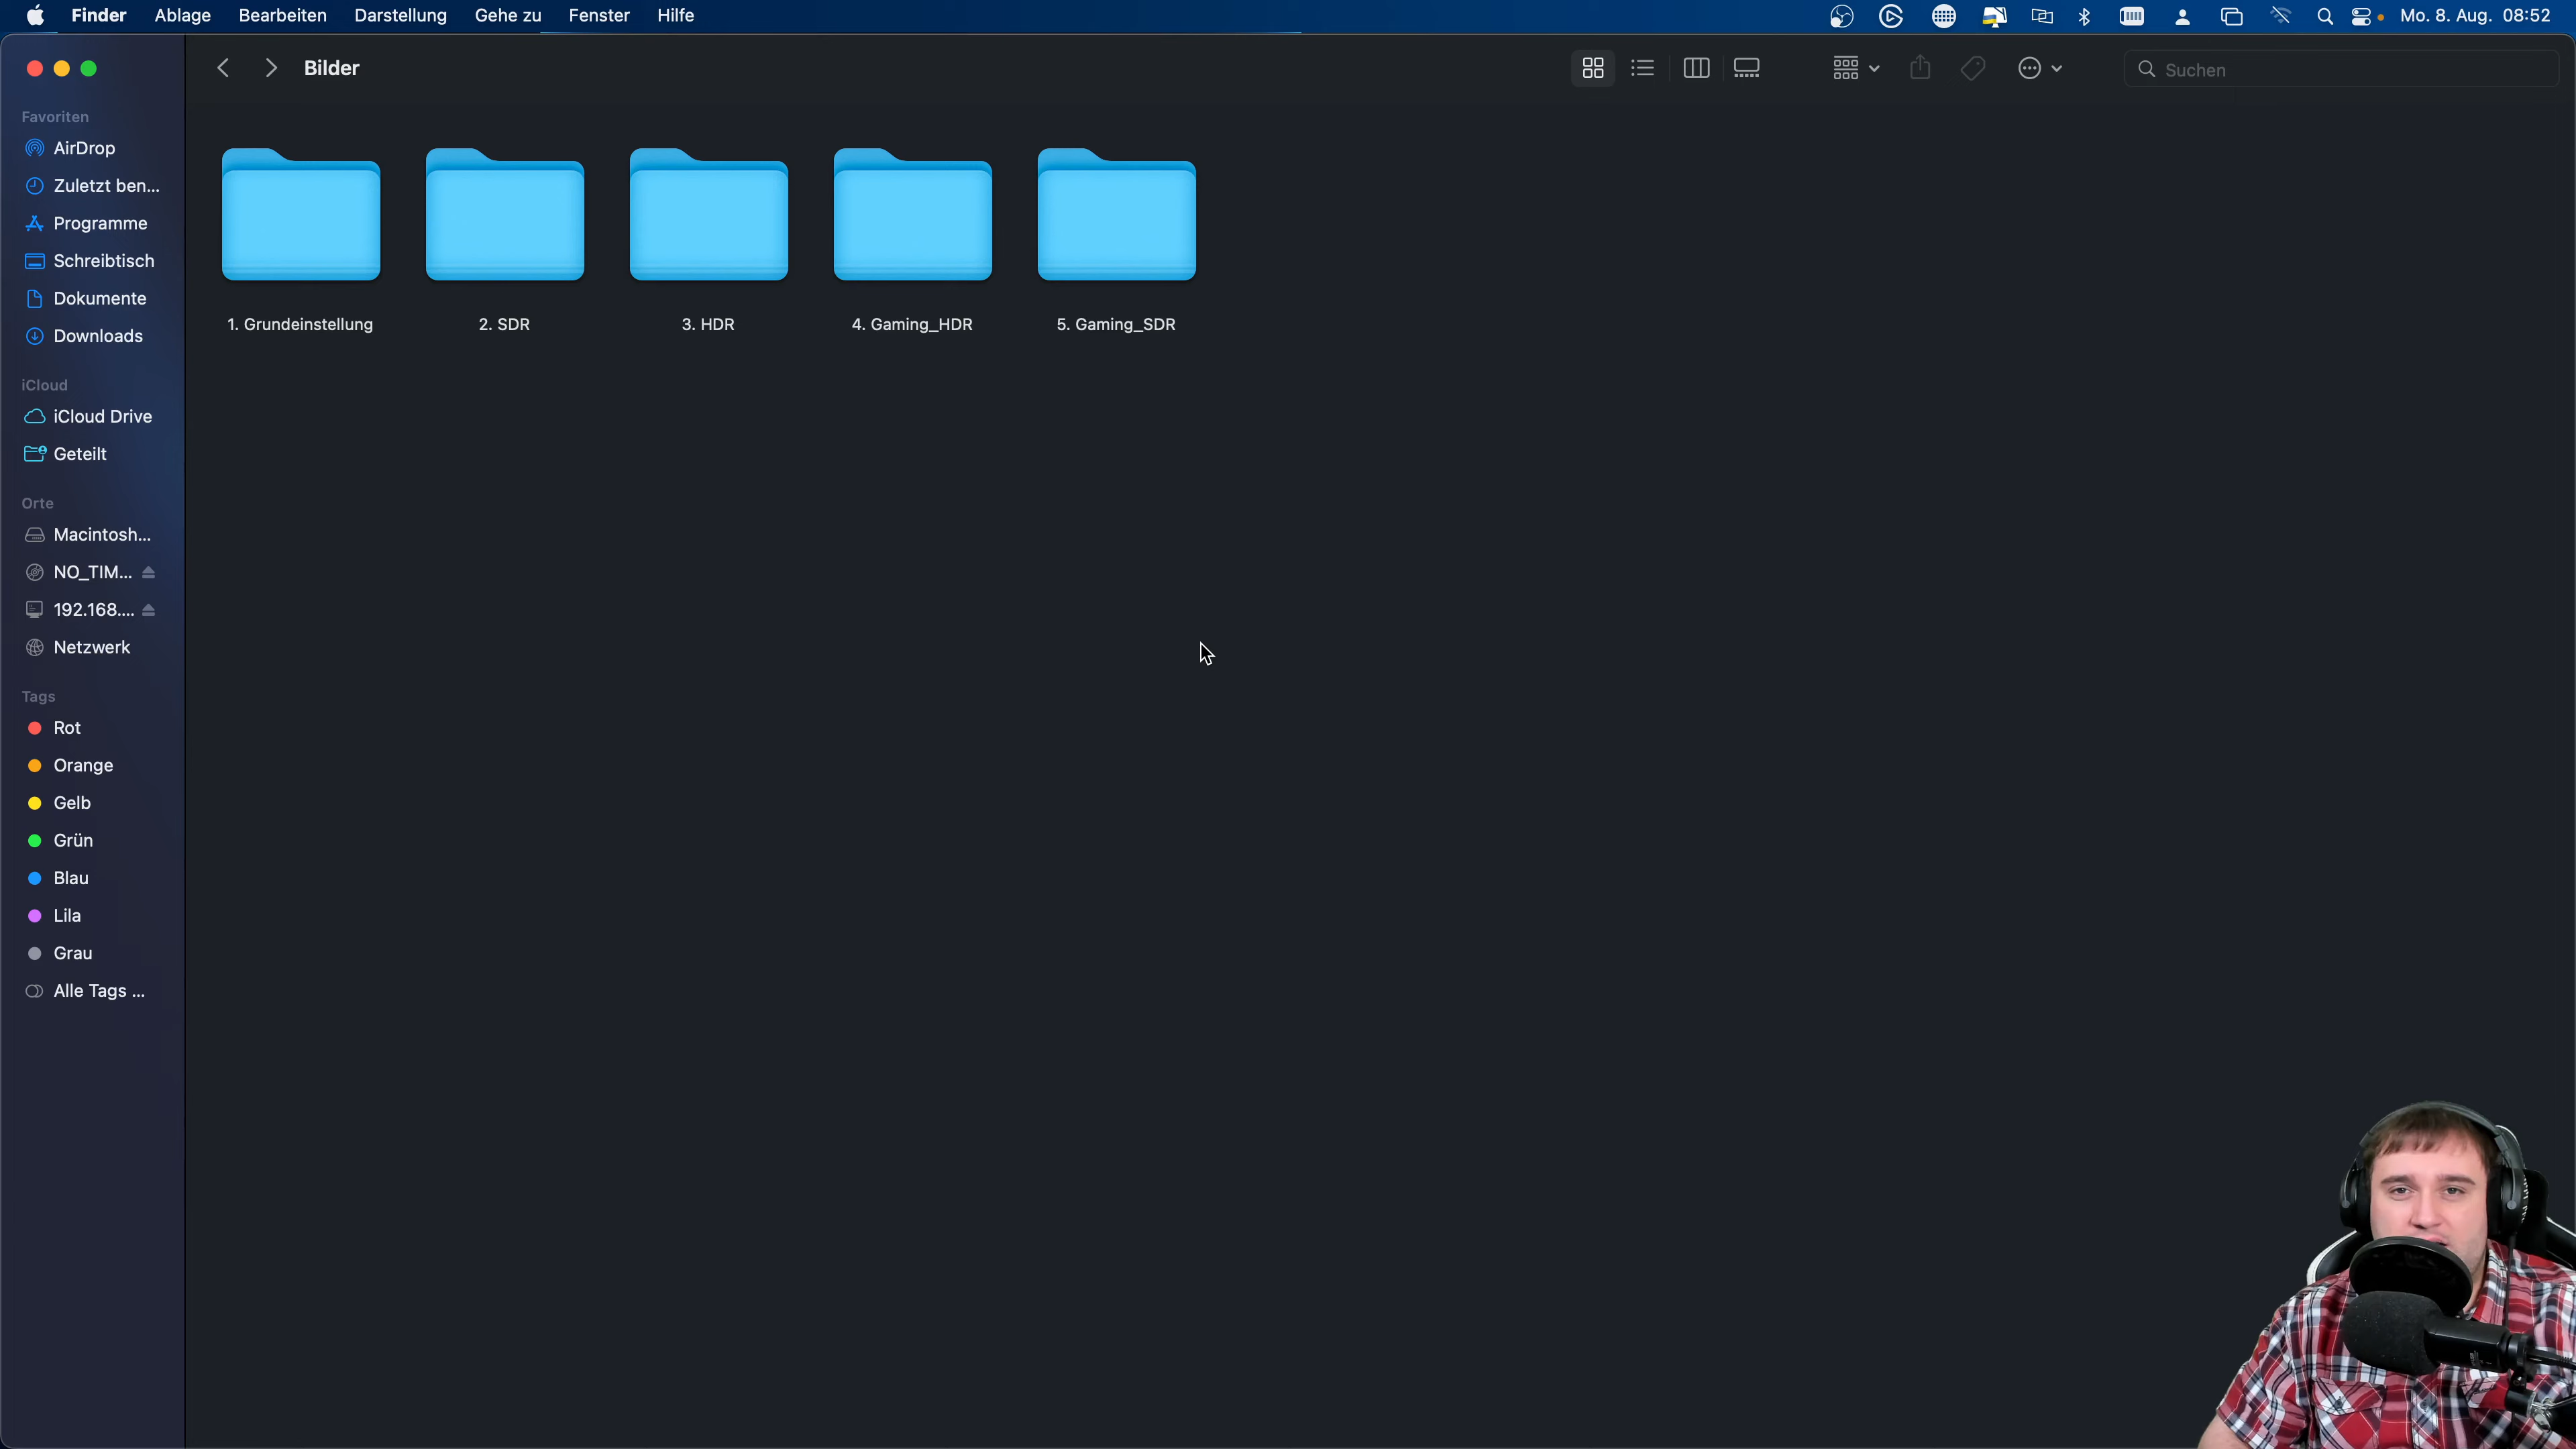 Finder Ablage Bearbeiten Darstellung Gehe zu Fenster Hilfe Mo. 8. Aug. 08:52
Bilder
Suchen
Favoriten
AirDrop
Zuletzt ben...
Programme
Schreibtisch
Dokumente
Downloads
iCloud
iCloud Drive
Geteilt
Orte
Macintosh...
NO_TIM...
192.168....
Netzwerk
Tags
Rot
Orange
Gelb
Grün
Blau
Lila
Grau
Alle Tags ...
1. Grundeinstellung
2. SDR
3. HDR
4. Gaming_HDR
5. Gaming_SDR